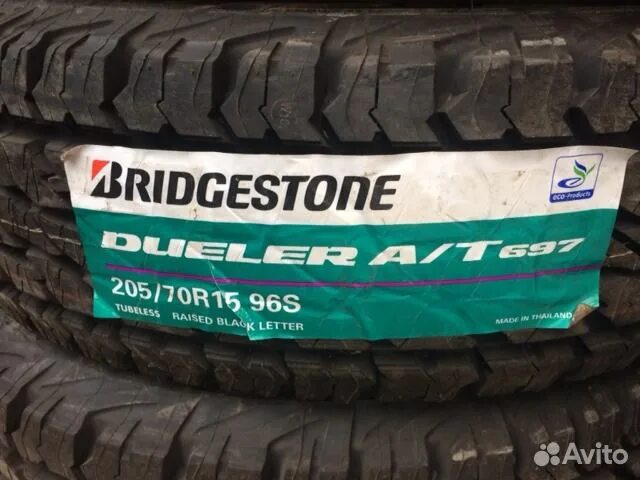 BRIDGESTONE
eco-Products
DUELER A/T 697
205/70R15 96S
TUBELESS RAISED BLACK LETTER
MADE IN THAILAND
Avito